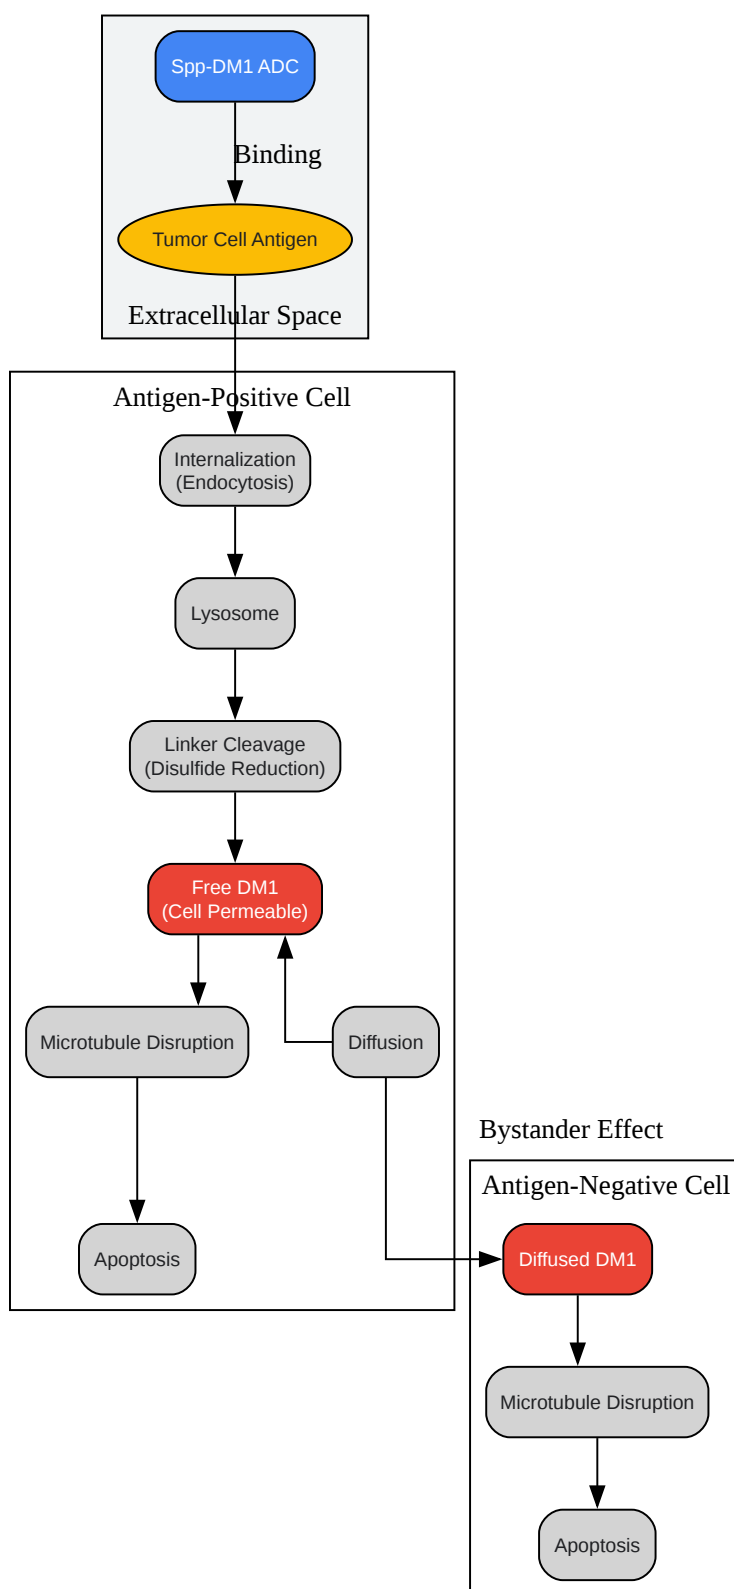 Spp-DM1 ADC
Binding
Tumor Cell Antigen
Extracellular Space
Antigen-Positive Cell
Internalization
(Endocytosis)
Lysosome
Linker Cleavage
(Disulfide Reduction)
Free DM1
(Cell Permeable)
Microtubule Disruption
Diffusion
Apoptosis
Bystander Effect
Antigen-Negative Cell
Diffused DM1
Microtubule Disruption
Apoptosis